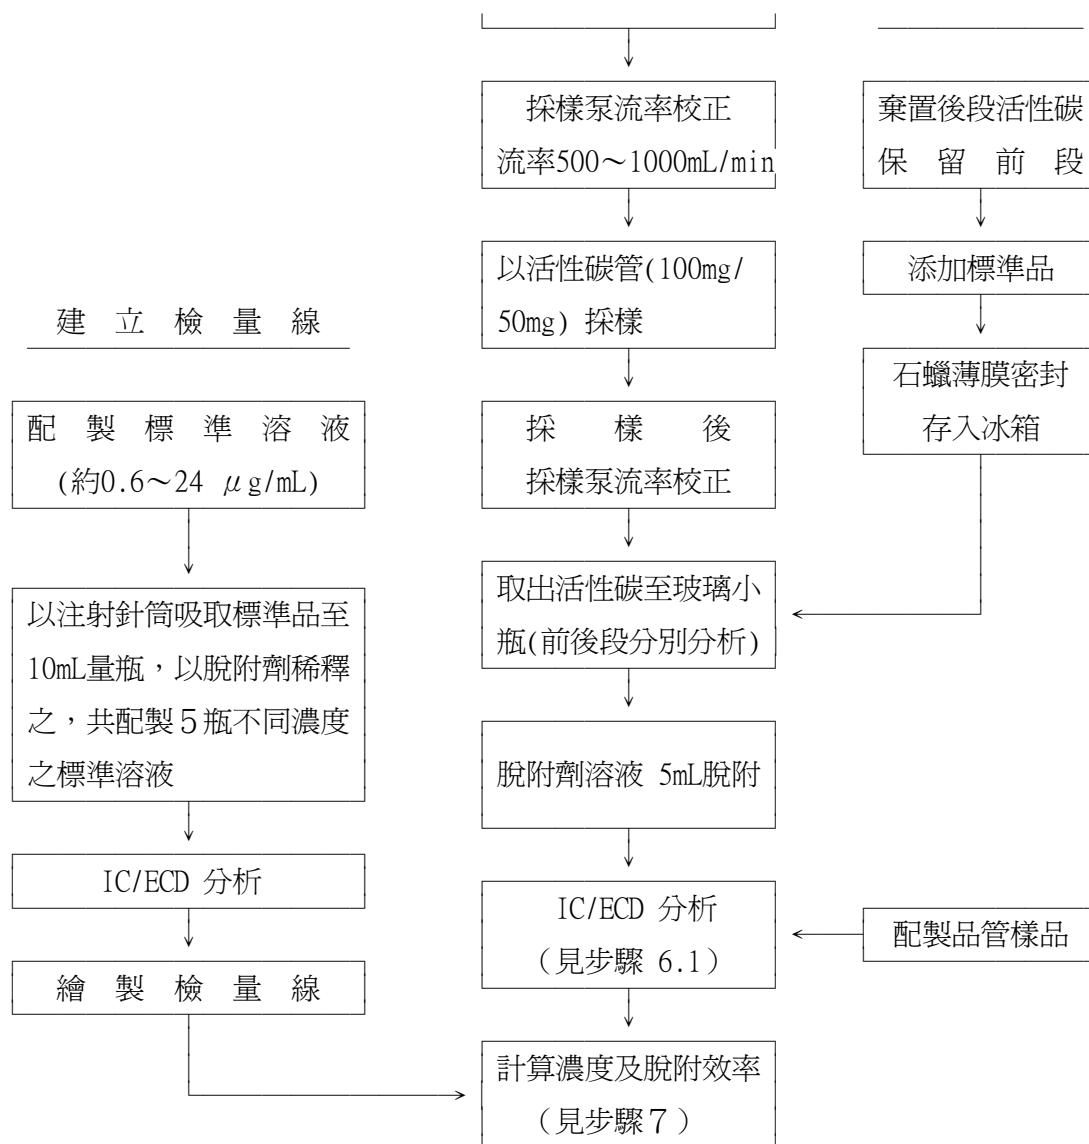 建立檢量線
配製標準溶液
(約0.6～24 μg/mL)
以注射針筒吸取標準品至
10mL量瓶，以脫附劑稀釋
之，共配製５瓶不同濃度
之標準溶液
IC/ECD 分析
繪製檢量線
採樣泵流率校正
流率500～1000mL/min
以活性碳管(100mg/
50mg) 採樣
採樣後
採樣泵流率校正
取出活性碳至玻璃小
瓶(前後段分別分析)
脫附劑溶液 5mL脫附
IC/ECD 分析
（見步驟 6.1）
計算濃度及脫附效率
（見步驟７）
棄置後段活性碳
保留前段
添加標準品
石蠟薄膜密封
存入冰箱
配製品管樣品